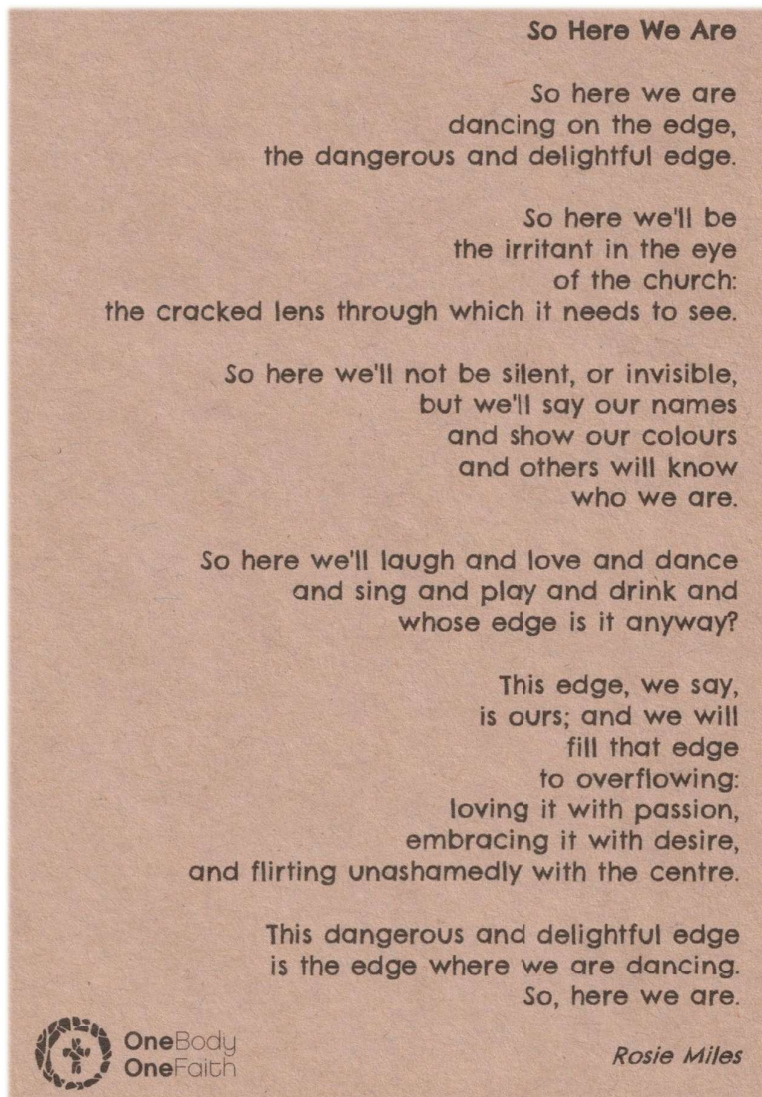 So Here We Are
So here we are
dancing on the edge,
the dangerous and delightful edge.
So here we'll be
the irritant in the eye
of the church:
the cracked lens through which it needs to see.
So here we'll not be silent, or invisible,
but we'll say our names
and show our colours
and others will know
who we are.
So here we'll laugh and love and dance
and sing and play and drink and
whose edge is it anyway?
This edge, we say,
is ours; and we will
fill that edge
to overflowing:
loving it with passion,
embracing it with desire,
and flirting unashamedly with the centre.
This dangerous and delightful edge
is the edge where we are dancing.
So, here we are.
OneBody
OneFaith
Rosie Miles